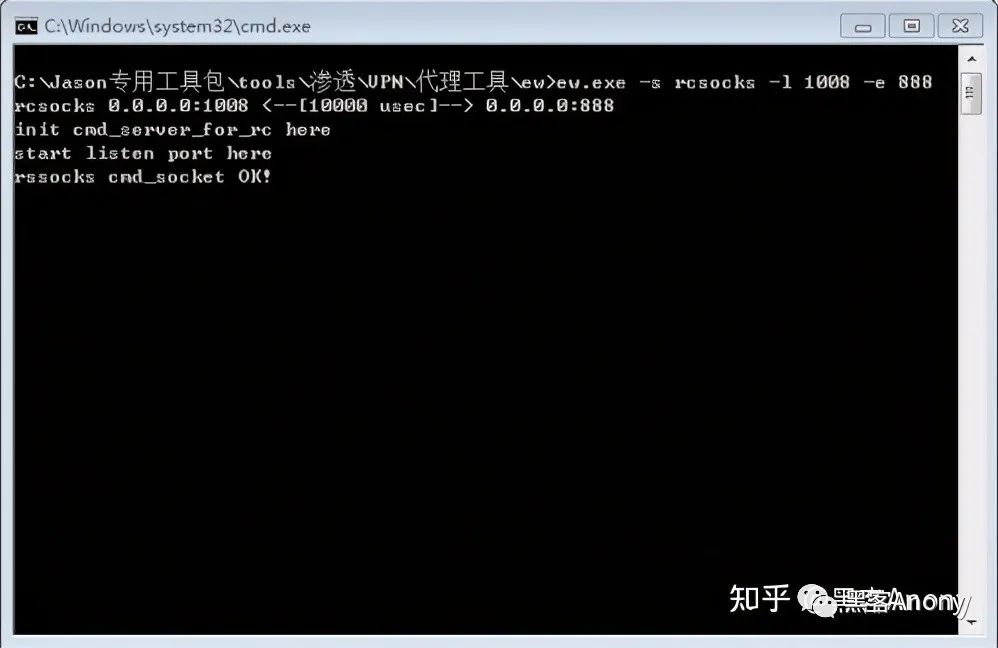 C:\Windows\system32\cmd.exe
C:\Jason专用工具包\tools\渗透\VPN\代理工具\ew>ew.exe -s rcsocks -l 1008 -e 888
rcsocks 0.0.0.0:1008 <--[10000 usec]--> 0.0.0.0:888
init cmd_server_for_rc here
start listen port here
rssocks cmd_socket OK!
知乎 黑客Anony